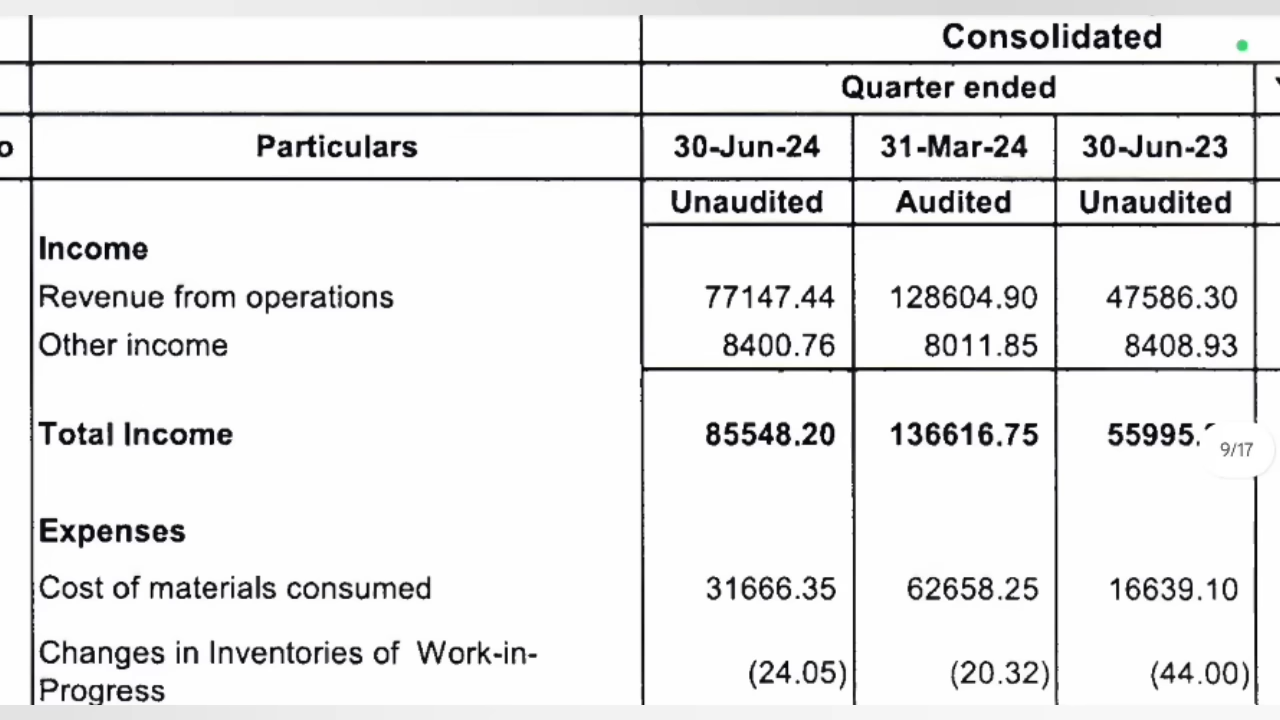 Consolidated
Quarter ended
Particulars 30-Jun-24 31-Mar-24 30-Jun-23
Unaudited Audited Unaudited
Income
Revenue from operations 77147.44 128604.90 47586.30
Other income 8400.76 8011.85 8408.93
Total Income 85548.20 136616.75
9/17
Expenses
Cost of materials consumed 31666.35 62658.25 16639.10
Changes in Inventories of Work-in-
Progress (24.05) (20.32) (44.00)